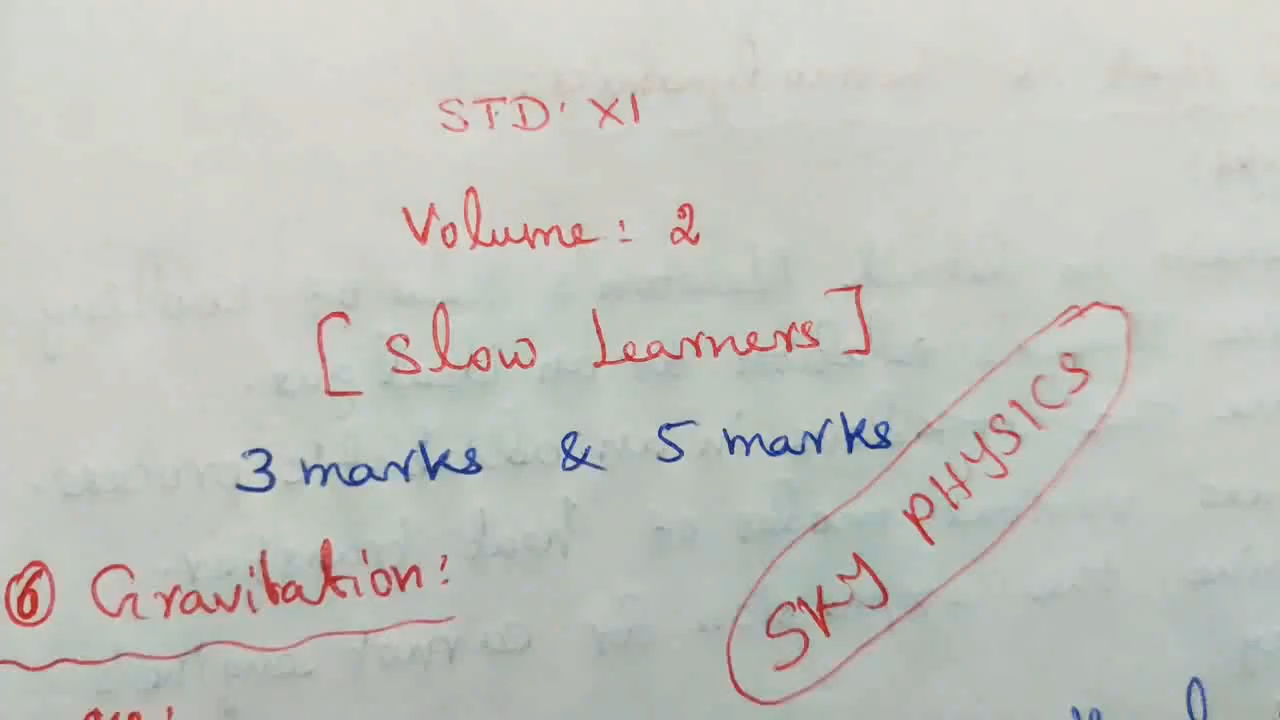 STD' XI
Volume: 2
[Slow Learners]
3 marks & 5 marks
SKY PHYSICS
⑥ Gravitation: